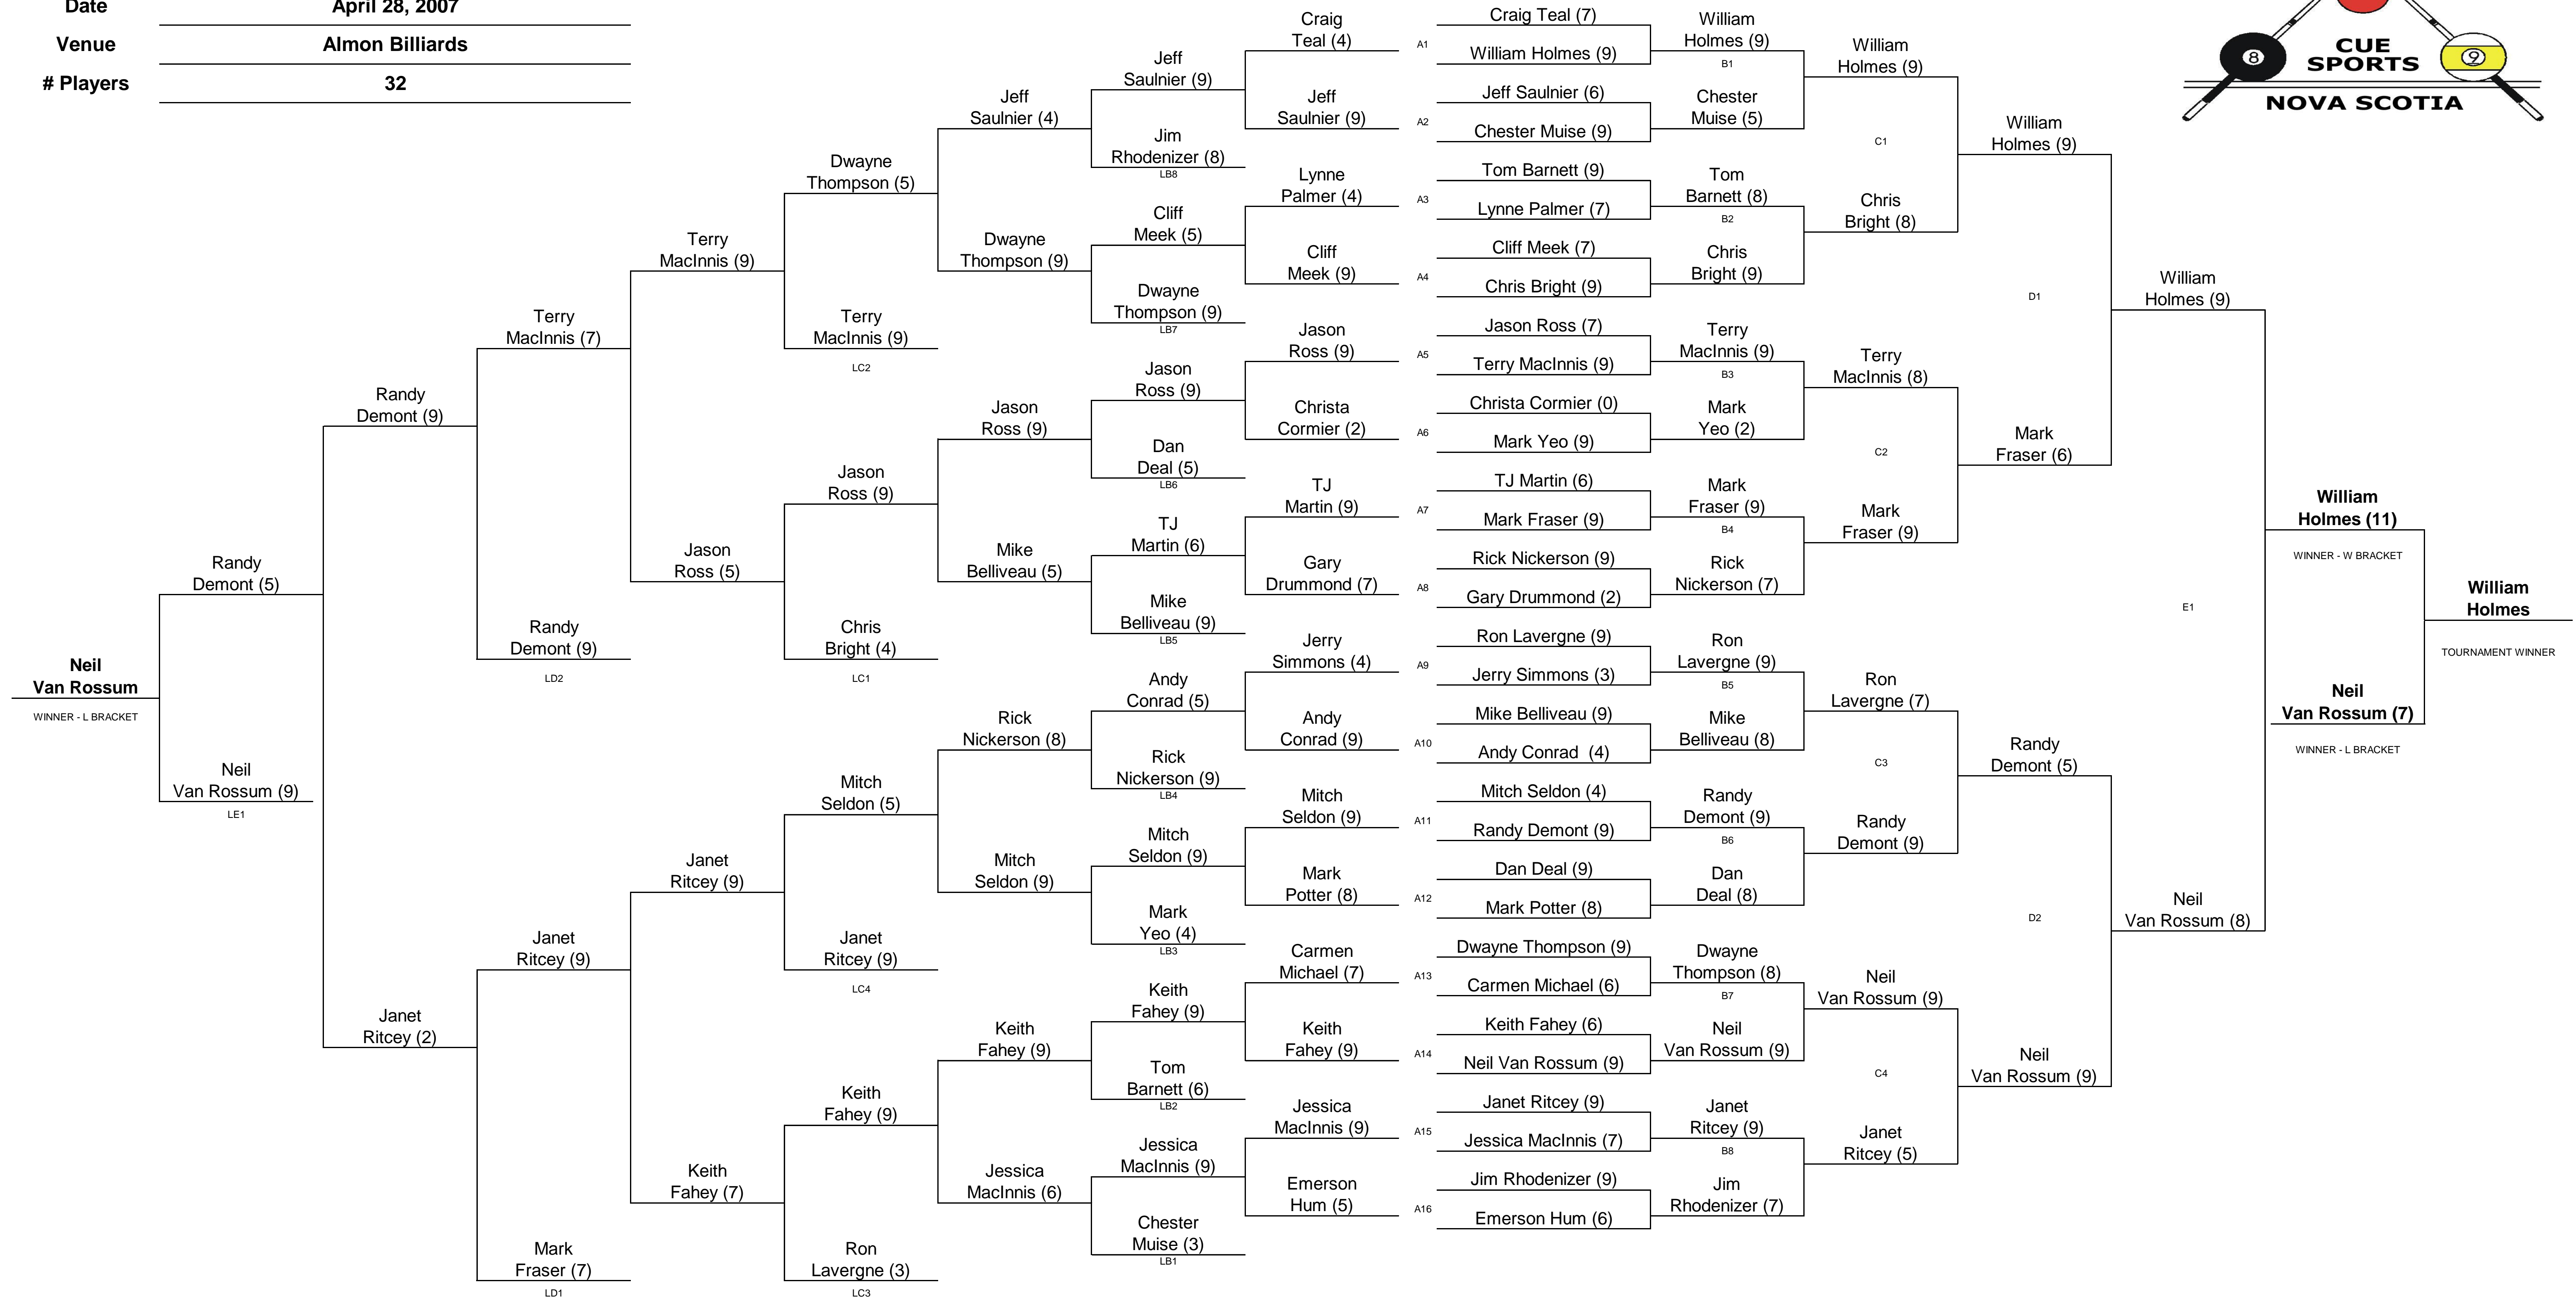 Date April 28, 2007
Venue Almon Billiards
# Players 32
8
9
CUE
SPORTS
NOVA SCOTIA
Neil
Van Rossum
WINNER - L BRACKET
Randy
Demont (5)
Neil
Van Rossum (9)
LE1
Randy
Demont (9)
Janet
Ritcey (2)
Terry
MacInnis (7)
Randy
Demont (9)
LD2
Janet
Ritcey (9)
Mark
Fraser (7)
LD1
Terry
MacInnis (9)
Jason
Ross (5)
Janet
Ritcey (9)
Keith
Fahey (7)
Dwayne
Thompson (5)
Terry
MacInnis (9)
LC2
Jason
Ross (9)
Chris
Bright (4)
LC1
Mitch
Seldon (5)
Janet
Ritcey (9)
LC4
Keith
Fahey (9)
Ron
Lavergne (3)
LC3
Jeff
Saulnier (4)
Dwayne
Thompson (9)
Jason
Ross (9)
Mike
Belliveau (5)
Rick
Nickerson (8)
Mitch
Seldon (9)
Keith
Fahey (9)
Jessica
MacInnis (6)
Jeff
Saulnier (9)
Jim
Rhodenizer (8)
LB8
Cliff
Meek (5)
Dwayne
Thompson (9)
LB7
Jason
Ross (9)
Dan
Deal (5)
LB6
TJ
Martin (6)
Mike
Belliveau (9)
LB5
Andy
Conrad (5)
Rick
Nickerson (9)
LB4
Mitch
Seldon (9)
Mark
Yeo (4)
LB3
Keith
Fahey (9)
Tom
Barnett (6)
LB2
Jessica
MacInnis (9)
Chester
Muise (3)
LB1
Craig
Teal (4)
Jeff
Saulnier (9)
Lynne
Palmer (4)
Cliff
Meek (9)
Jason
Ross (9)
Christa
Cormier (2)
TJ
Martin (9)
Gary
Drummond (7)
Jerry
Simmons (4)
Andy
Conrad (9)
Mitch
Seldon (9)
Mark
Potter (8)
Carmen
Michael (7)
Keith
Fahey (9)
Jessica
MacInnis (9)
Emerson
Hum (5)
Craig Teal (7)
A1
William Holmes (9)
Jeff Saulnier (6)
A2
Chester Muise (9)
Tom Barnett (9)
A3
Lynne Palmer (7)
Cliff Meek (7)
A4
Chris Bright (9)
Jason Ross (7)
A5
Terry MacInnis (9)
Christa Cormier (0)
A6
Mark Yeo (9)
TJ Martin (6)
A7
Mark Fraser (9)
Rick Nickerson (9)
A8
Gary Drummond (2)
Ron Lavergne (9)
A9
Jerry Simmons (3)
Mike Belliveau (9)
A10
Andy Conrad (4)
Mitch Seldon (4)
A11
Randy Demont (9)
Dan Deal (9)
A12
Mark Potter (8)
Dwayne Thompson (9)
A13
Carmen Michael (6)
Keith Fahey (6)
A14
Neil Van Rossum (9)
Janet Ritcey (9)
A15
Jessica MacInnis (7)
Jim Rhodenizer (9)
A16
Emerson Hum (6)
William
Holmes (9)
B1
Chester
Muise (5)
Tom
Barnett (8)
B2
Chris
Bright (9)
Terry
MacInnis (9)
B3
Mark
Yeo (2)
Mark
Fraser (9)
B4
Rick
Nickerson (7)
Ron
Lavergne (9)
B5
Mike
Belliveau (8)
Randy
Demont (9)
B6
Dan
Deal (8)
Dwayne
Thompson (8)
B7
Neil
Van Rossum (9)
Janet
Ritcey (9)
B8
Jim
Rhodenizer (7)
William
Holmes (9)
C1
Chris
Bright (8)
Terry
MacInnis (8)
C2
Mark
Fraser (9)
Ron
Lavergne (7)
C3
Randy
Demont (9)
Neil
Van Rossum (9)
C4
Janet
Ritcey (5)
William
Holmes (9)
D1
Mark
Fraser (6)
Randy
Demont (5)
D2
Neil
Van Rossum (9)
William
Holmes (9)
E1
Neil
Van Rossum (8)
William
Holmes (11)
WINNER - W BRACKET
Neil
Van Rossum (7)
WINNER - L BRACKET
William
Holmes
TOURNAMENT WINNER